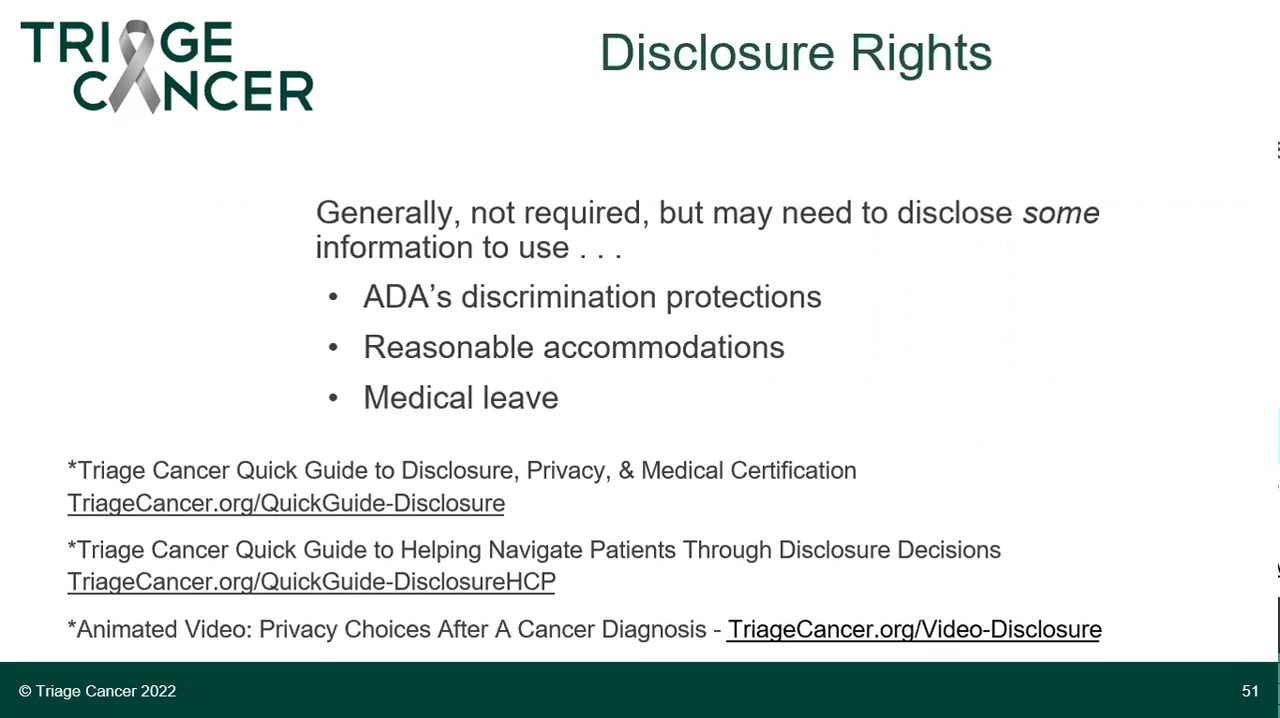 TRIAGE
CANCER
Disclosure Rights
Generally, not required, but may need to disclose some
information to use . . .
• ADA's discrimination protections
• Reasonable accommodations
• Medical leave
*Triage Cancer Quick Guide to Disclosure, Privacy, & Medical Certification
TriageCancer.org/QuickGuide-Disclosure
*Triage Cancer Quick Guide to Helping Navigate Patients Through Disclosure Decisions
TriageCancer.org/QuickGuide-DisclosureHCP
*Animated Video: Privacy Choices After A Cancer Diagnosis - TriageCancer.org/Video-Disclosure
© Triage Cancer 2022
51